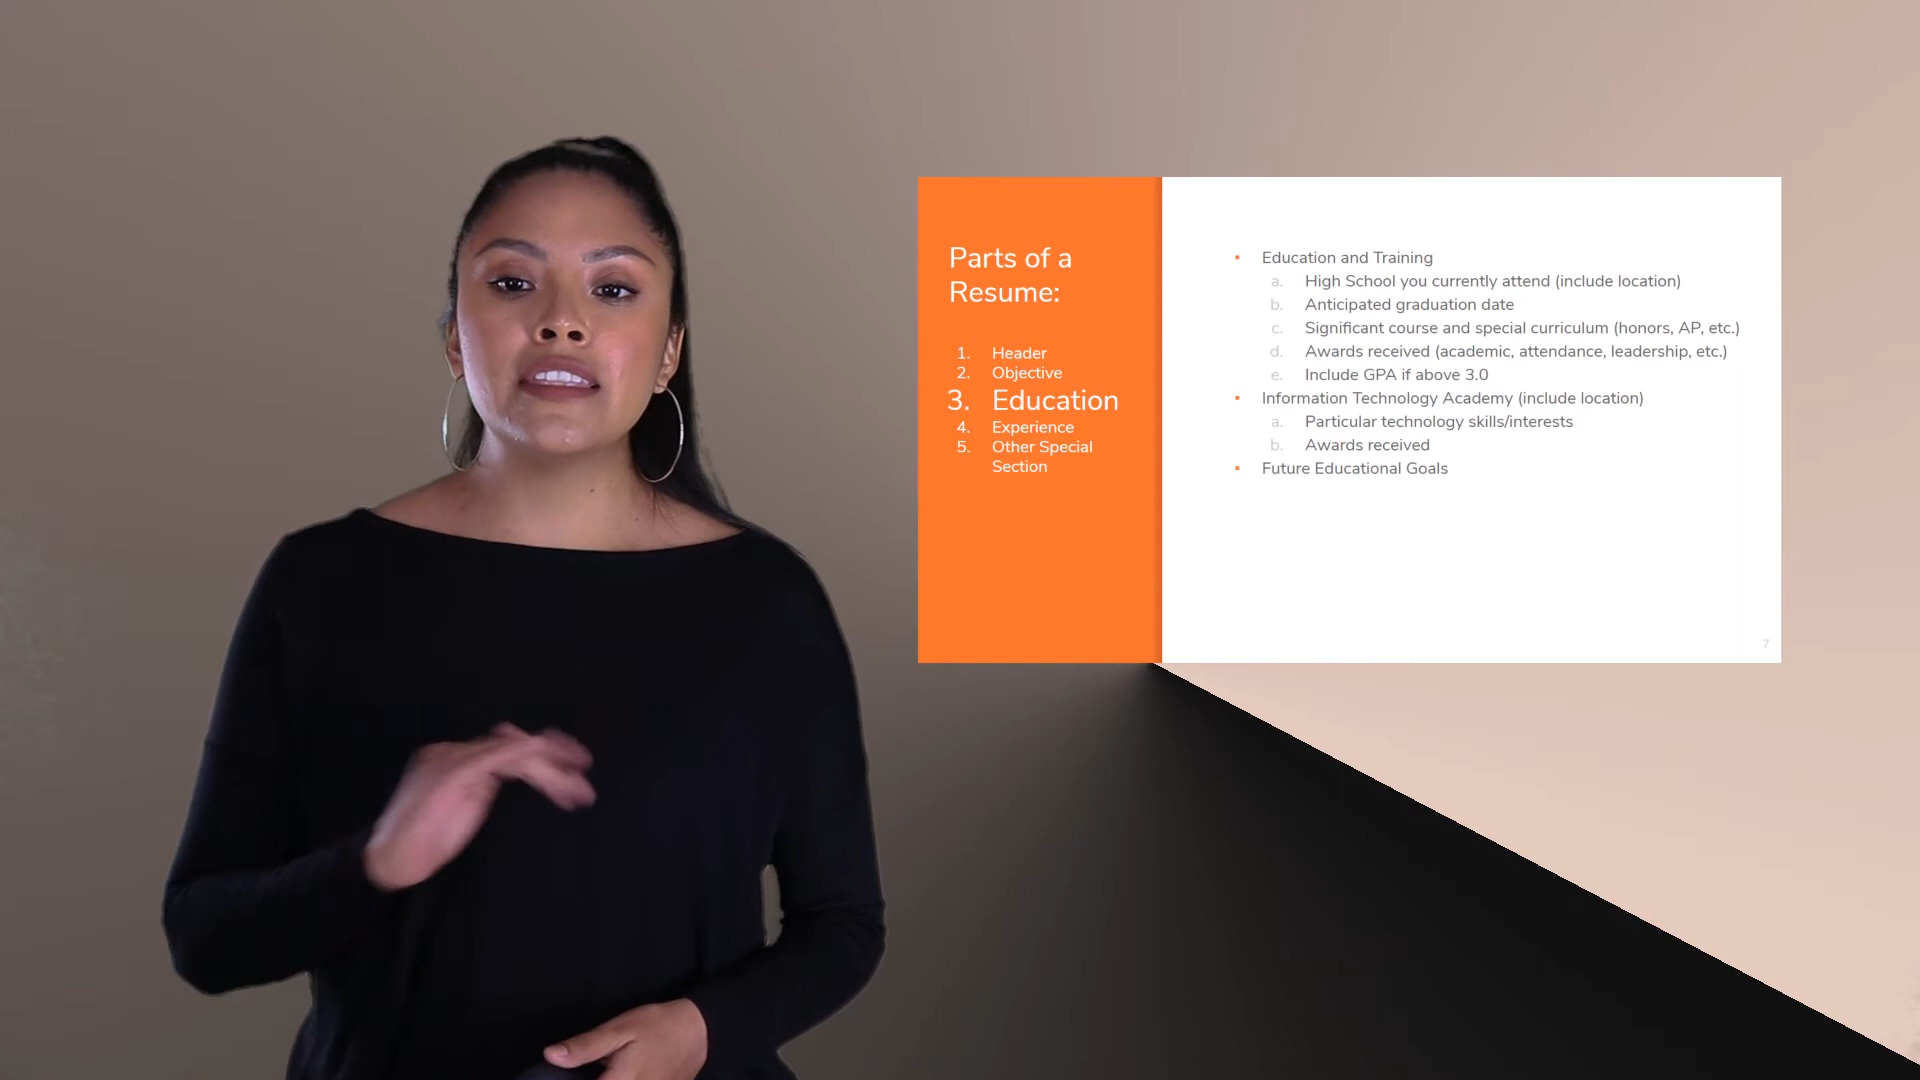 Parts of a
Resume:
1. Header
2. Objective
3. Education
4. Experience
5. Other Special
Section
▪ Education and Training
a. High School you currently attend (include location)
b. Anticipated graduation date
c. Significant course and special curriculum (honors, AP, etc.)
d. Awards received (academic, attendance, leadership, etc.)
e. Include GPA if above 3.0
▪ Information Technology Academy (include location)
a. Particular technology skills/interests
b. Awards received
▪ Future Educational Goals
7